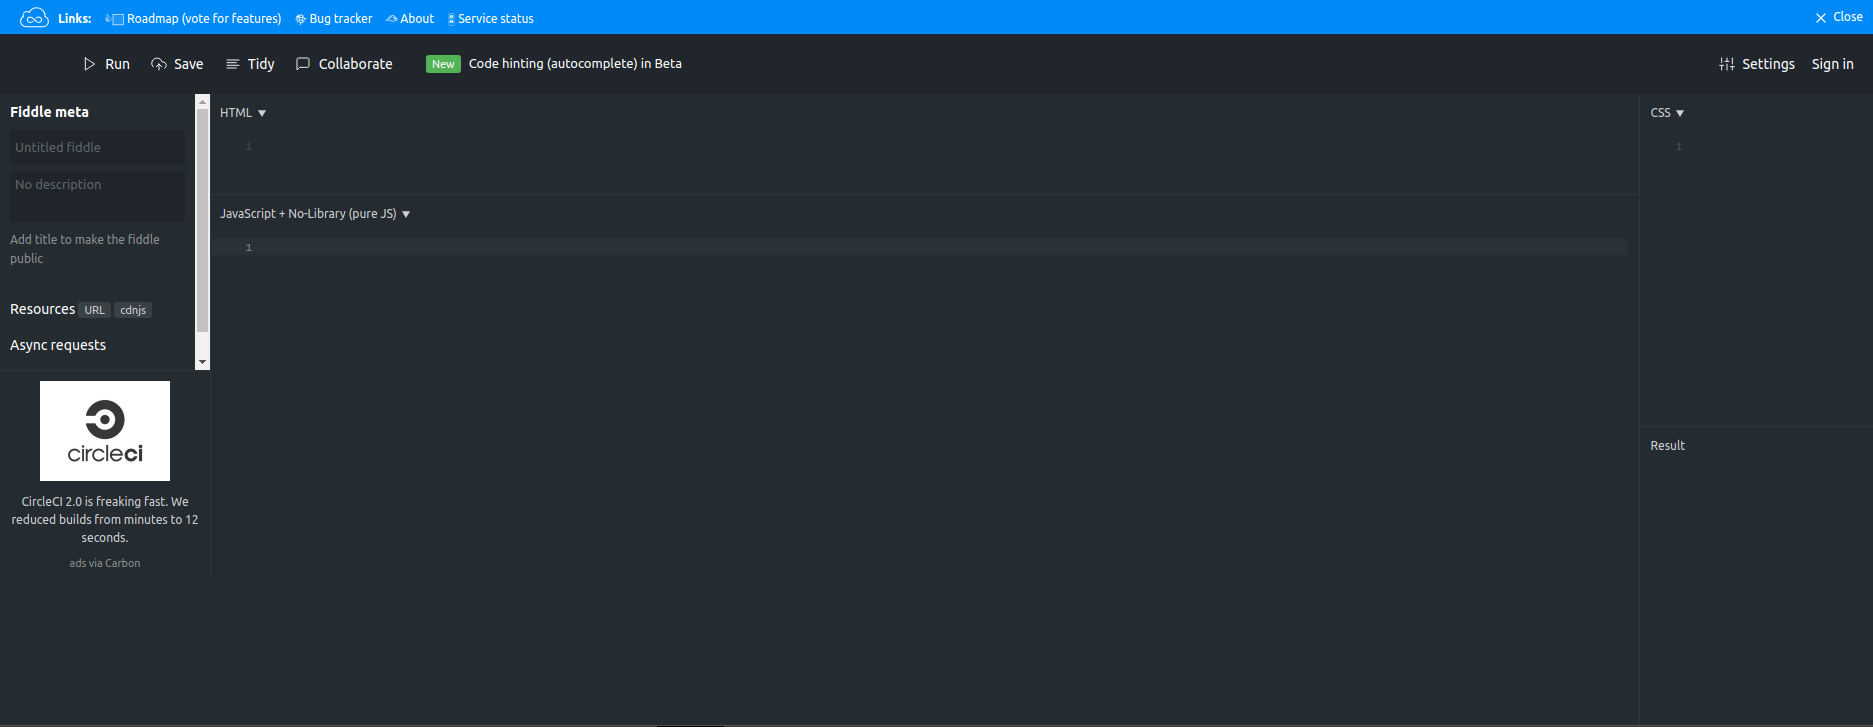 Links: Roadmap (vote for features) Bug tracker About Service status Close
Run Save Tidy Collaborate New Code hinting (autocomplete) in Beta Settings Sign in
Fiddle meta
Untitled fiddle
No description
Add title to make the fiddle
public
Resources URL cdnjs
Async requests
circleci
CircleCI 2.0 is freaking fast. We
reduced builds from minutes to 12
seconds.
ads via Carbon
HTML ▼
1
JavaScript + No-Library (pure JS) ▼
1
CSS ▼
1
Result